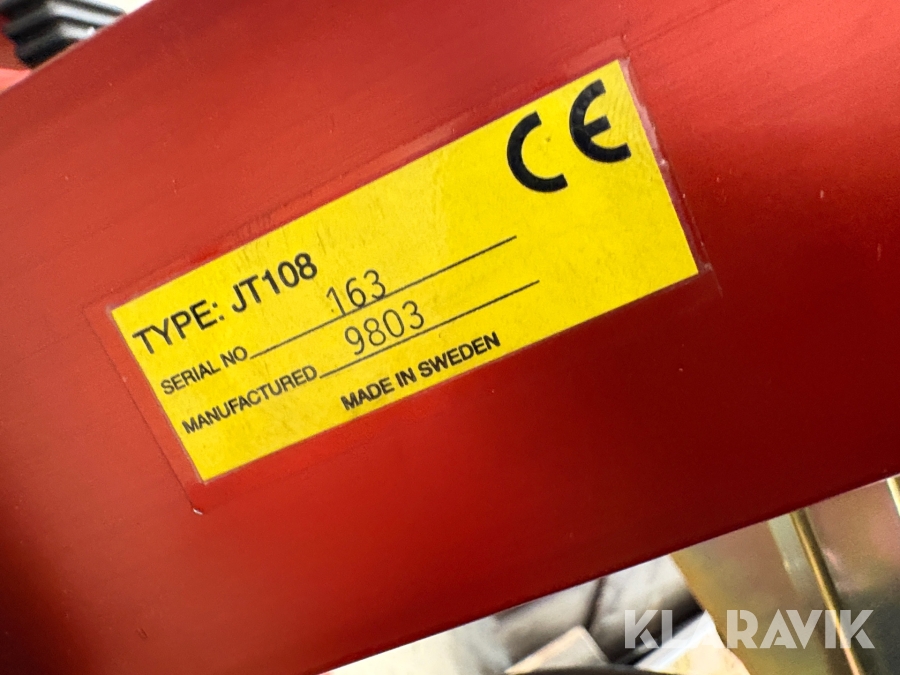 CE
TYPE: JT108
SERIAL NO 163
MANUFACTURED 9803
MADE IN SWEDEN
KLARAVIK